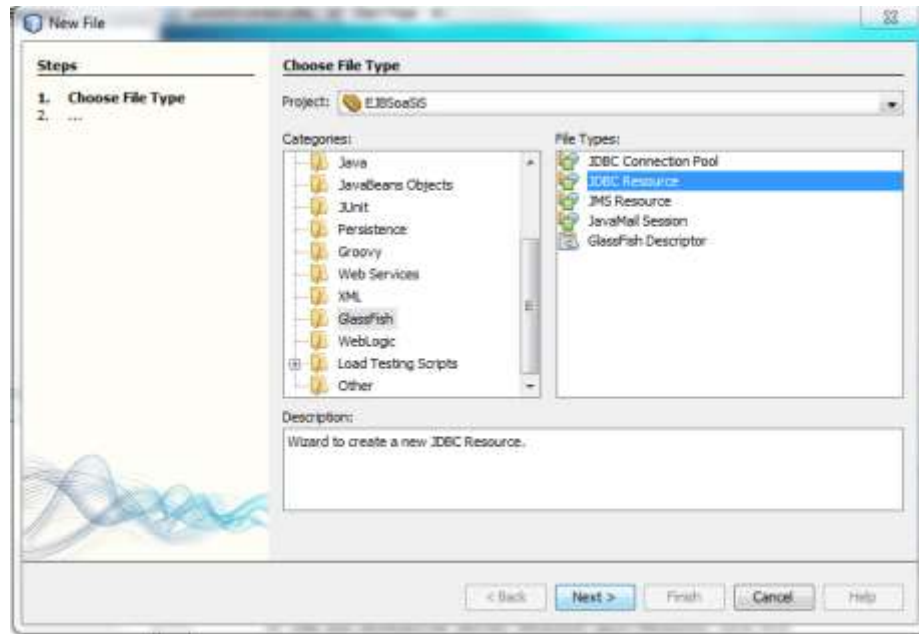 New File
Steps
1. Choose File Type
2. ...
Choose File Type
Project: EJBSoaSiS
Categories:
Java
JavaBeans Objects
JUnit
Persistence
Groovy
Web Services
XML
GlassFish
WebLogic
Load Testing Scripts
Other
File Types:
JDBC Connection Pool
JDBC Resource
JMS Resource
JavaMail Session
GlassFish Descriptor
Description:
Wizard to create a new JDBC Resource.
< Back
Next >
Finish
Cancel
Help